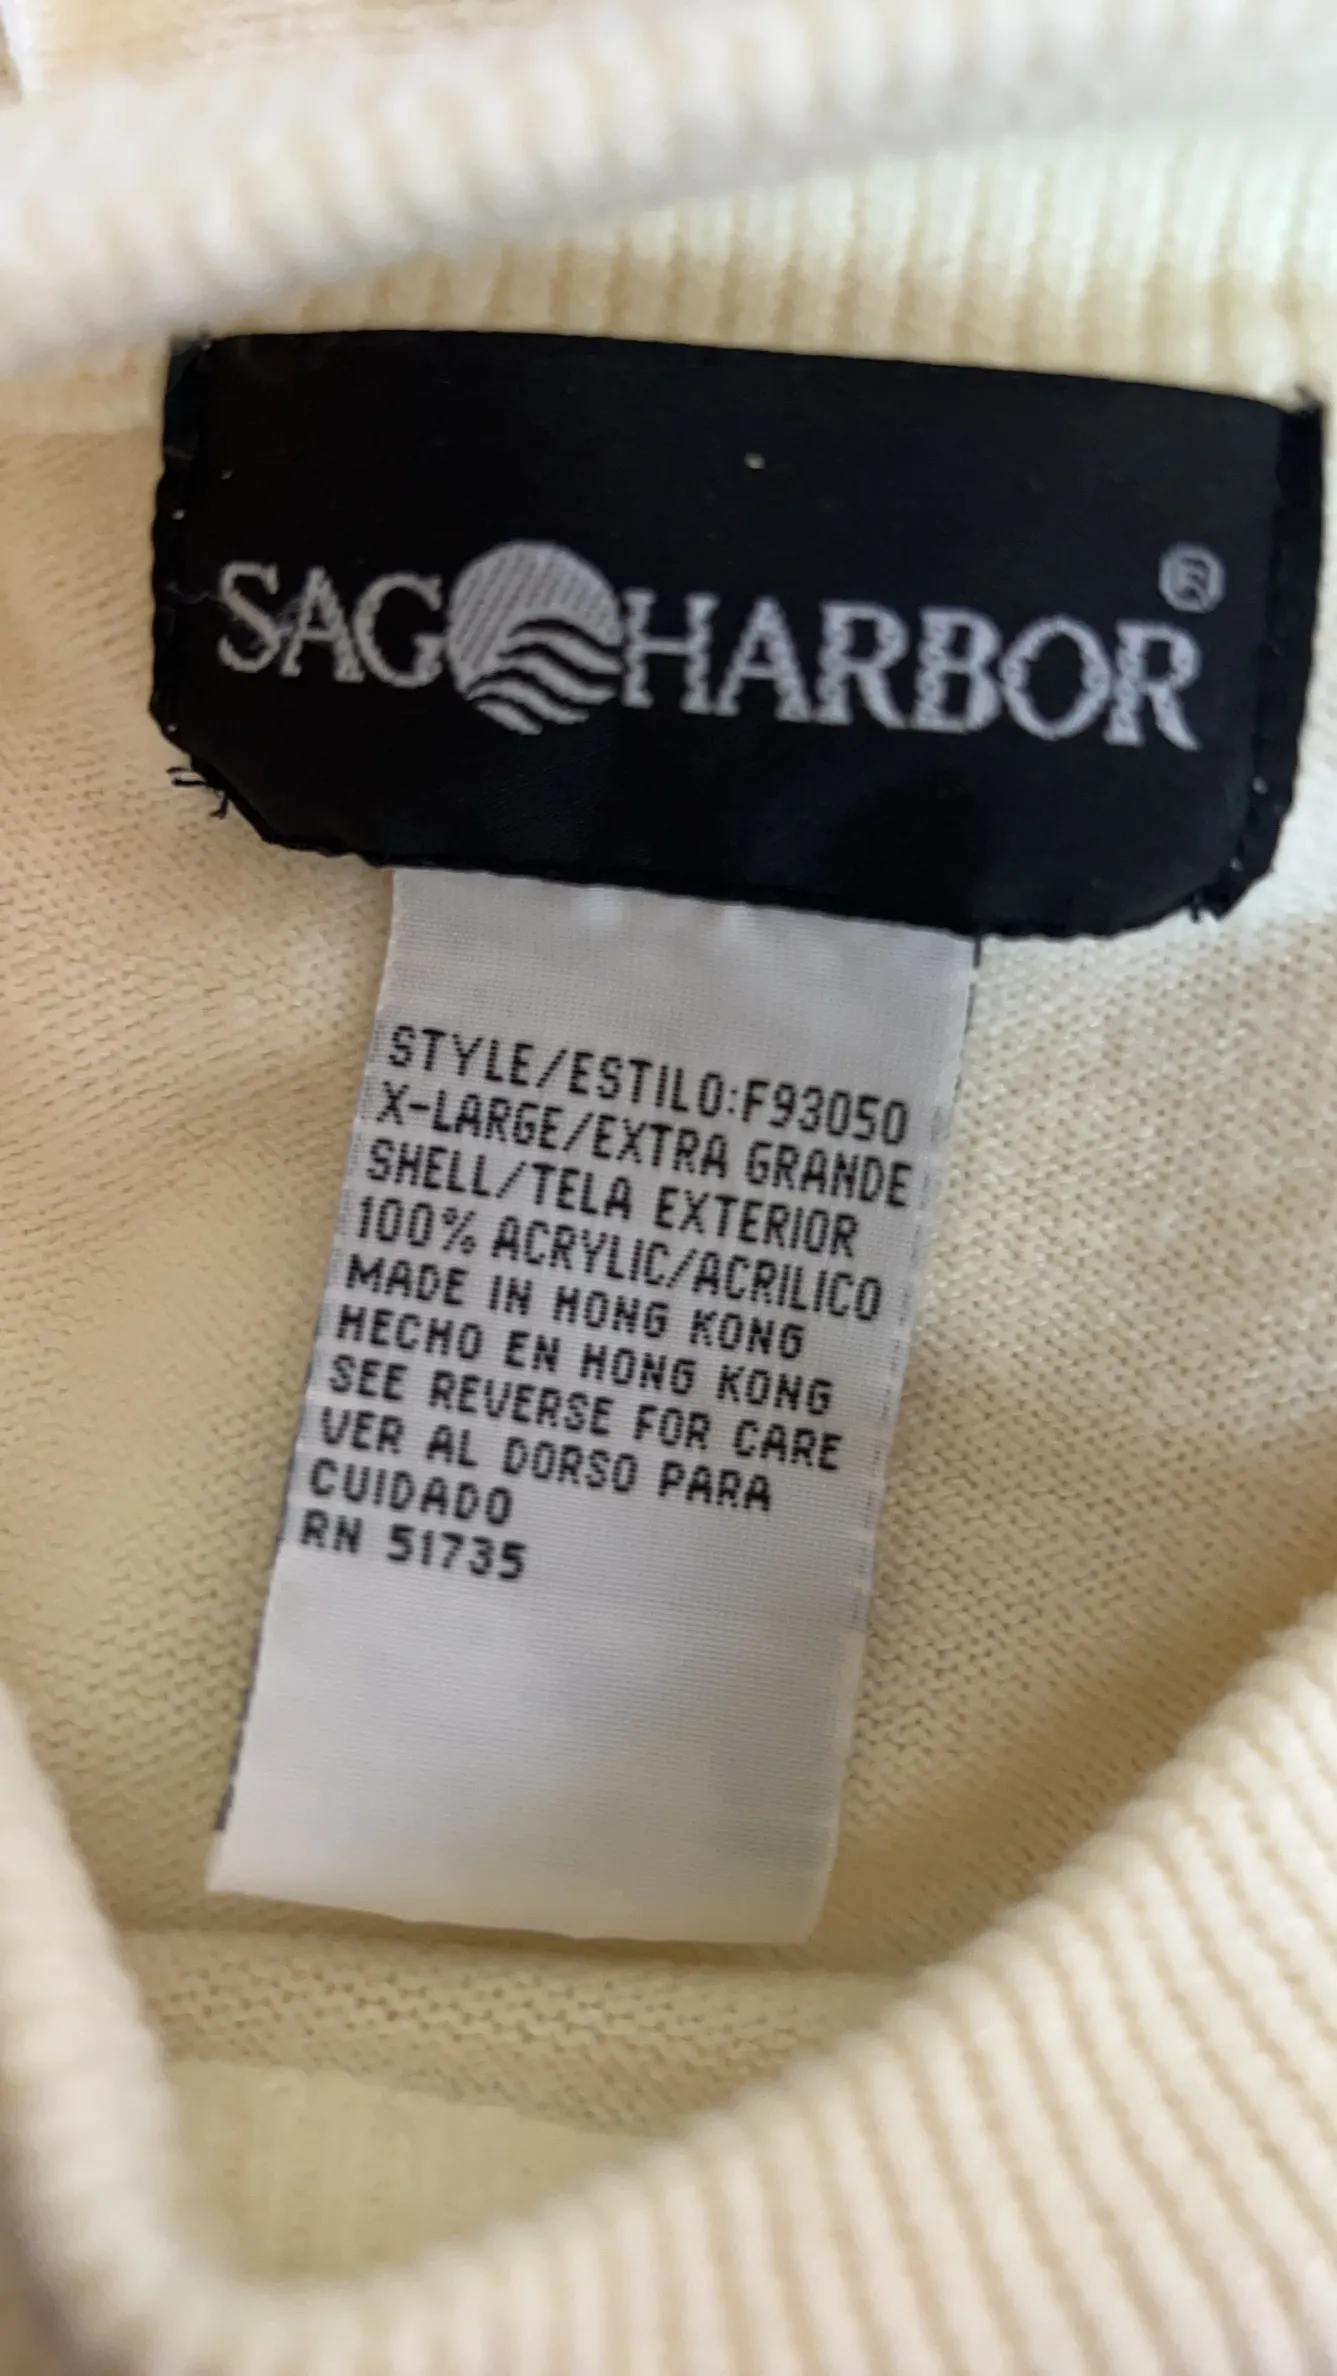 SAG HARBOR®
STYLE/ESTILO:F93050
X-LARGE/EXTRA GRANDE
SHELL/TELA EXTERIOR
100% ACRYLIC/ACRILICO
MADE IN HONG KONG
HECHO EN HONG KONG
SEE REVERSE FOR CARE
VER AL DORSO PARA
CUIDADO
RN 51735